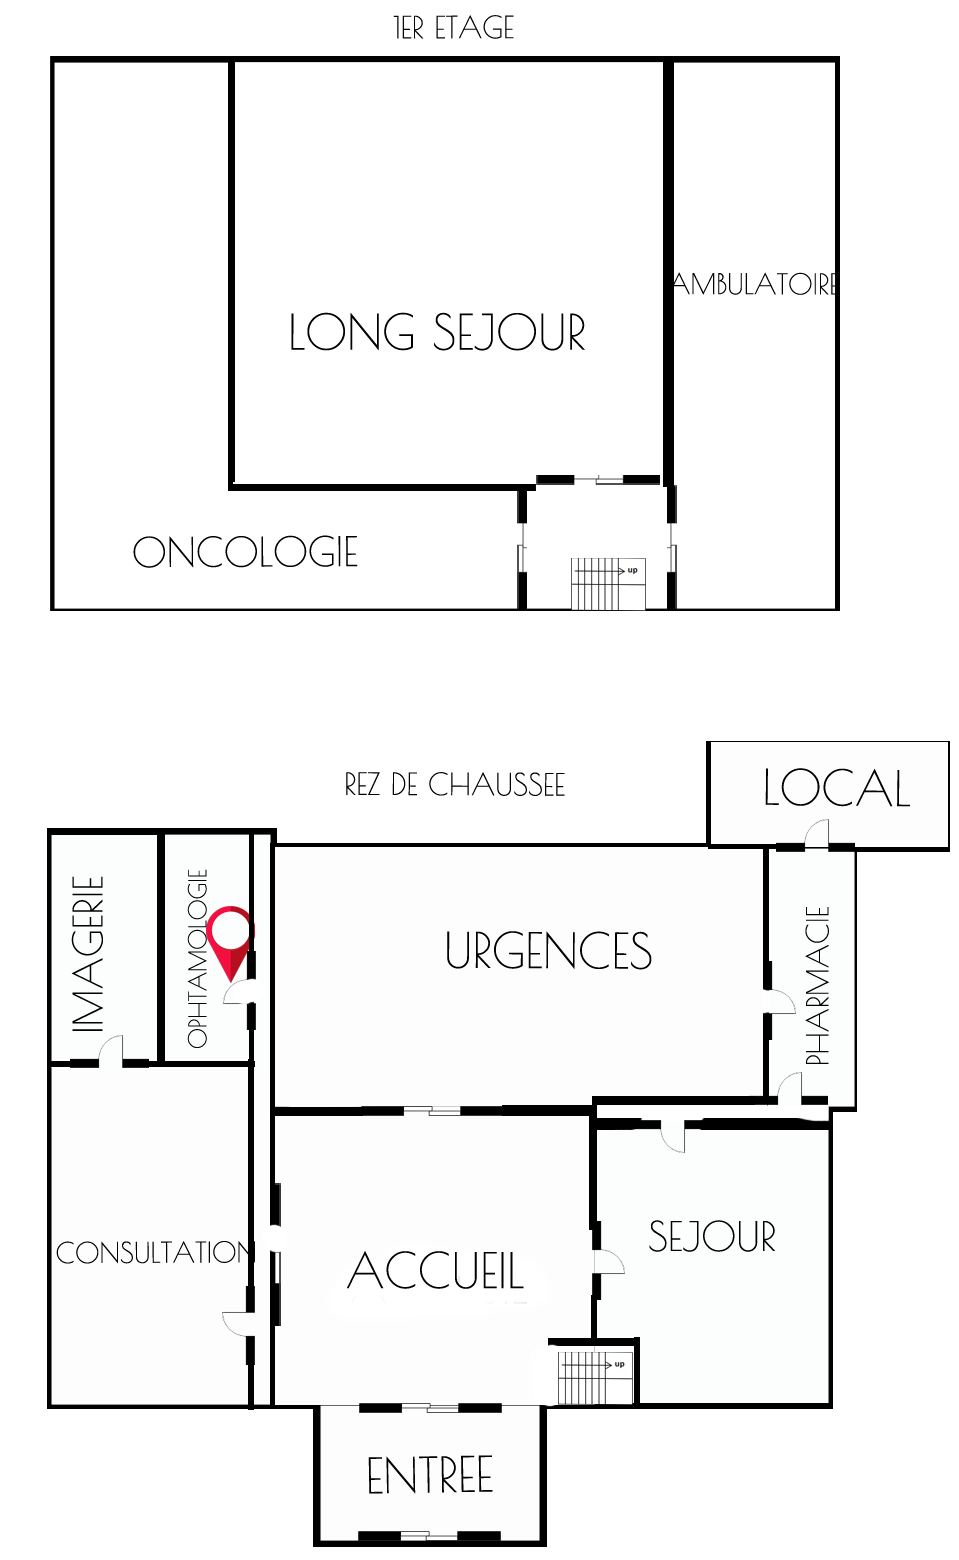 1ER ETAGE
AMBULATOIRE
LONG SEJOUR
ONCOLOGIE
up
REZ DE CHAUSSEE
LOCAL
IMAGERIE
OPHTAMOLOGIE
URGENCES
PHARMACIE
CONSULTATION
ACCUEIL
SEJOUR
up
ENTREE